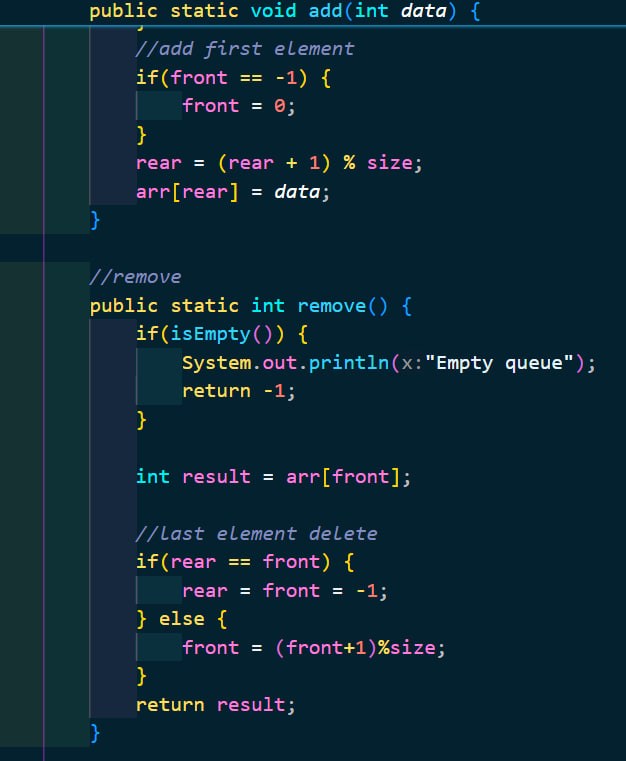 public static void add(int data) {
}
//add first element
if(front == -1) {
front = 0;
}
rear = (rear + 1) % size;
arr[rear] = data;
}
//remove
public static int remove() {
if(isEmpty()) {
System.out.println(x:"Empty queue");
return -1;
}
int result = arr[front];
//last element delete
if(rear == front) {
rear = front = -1;
} else {
front = (front+1)%size;
}
return result;
}